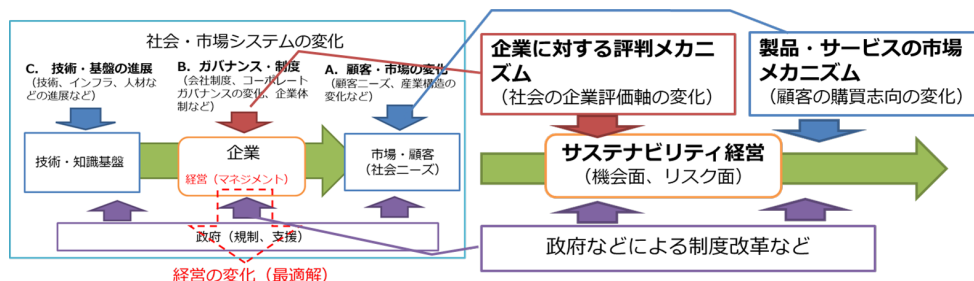 社会・市場システムの変化
C. 技術・基盤の進展
（技術、インフラ、人材な
どの進展など）
B. ガバナンス・制度
（会社制度、コーポレート
ガバナンスの変化、企業体
制など）
A. 顧客・市場の変化
（顧客ニーズ、産業構造の
変化など）
技術・知識基盤
企業
経営（マネジメント）
市場・顧客
（社会ニーズ）
政府（規制、支援）
経営の変化（最適解）
企業に対する評判メカニ
ズム
（社会の企業評価軸の変化）
製品・サービスの市場
メカニズム
（顧客の購買志向の変化）
サステナビリティ経営
（機会面、リスク面）
政府などによる制度改革など